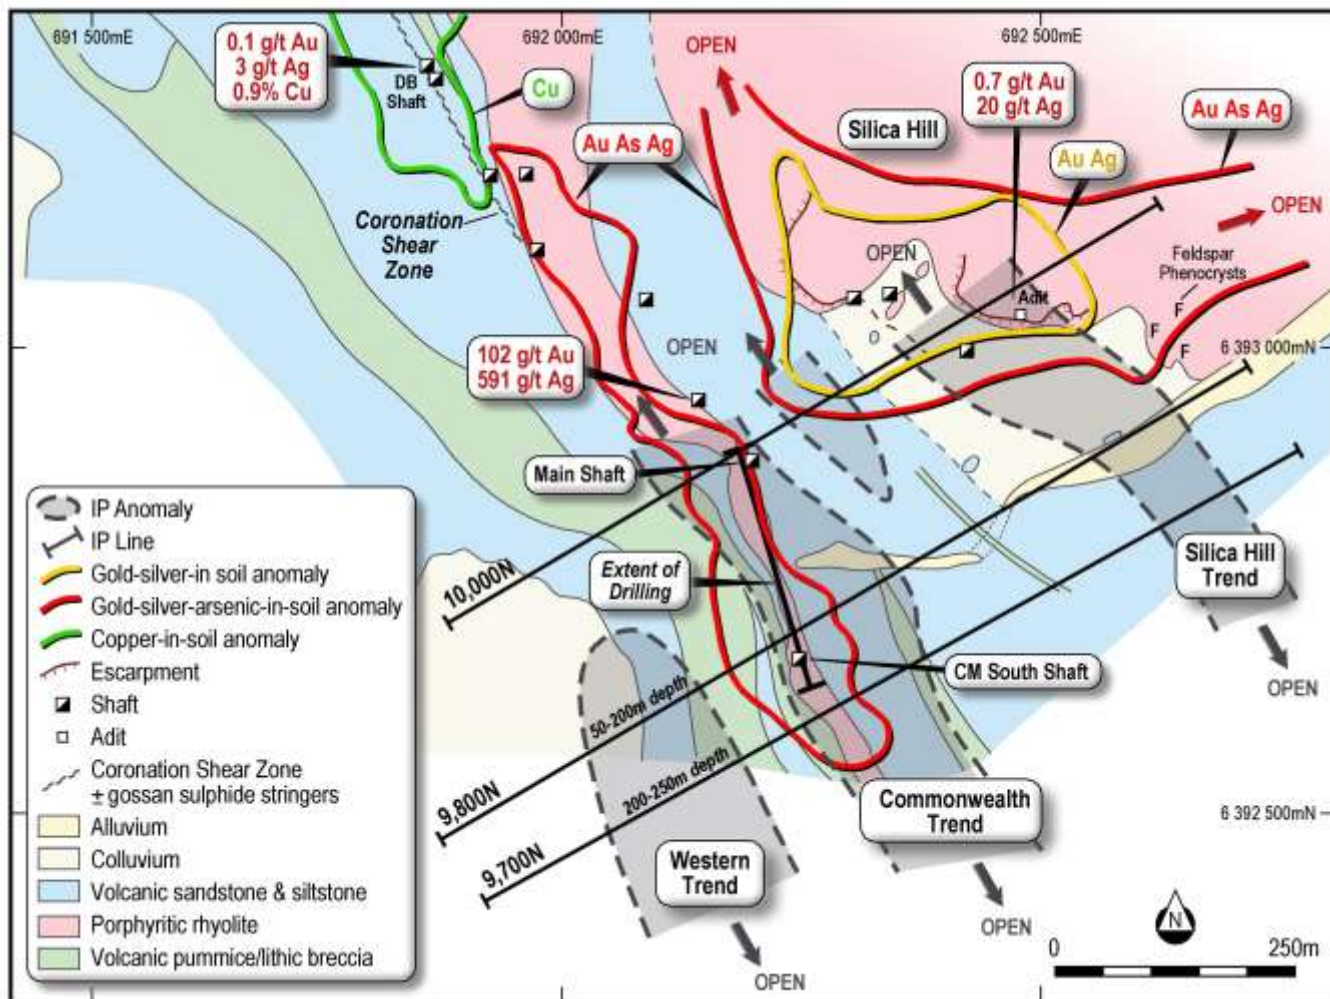 691 500mE
692 000mE
692 500mE
0.1 g/t Au
3 g/t Ag
0.9% Cu
DB
Shaft
Cu
OPEN
0.7 g/t Au
20 g/t Ag
Silica Hill
Au As Ag
Au As Ag
Au Ag
OPEN
Coronation
Shear
Zone
OPEN
Feldspar
Phenocrysts
Adit
F
F
F
6 393 000mN
OPEN
102 g/t Au
591 g/t Ag
Main Shaft
IP Anomaly
IP Line
Gold-silver-in soil anomaly
Gold-silver-arsenic-in-soil anomaly
Copper-in-soil anomaly
Escarpment
Shaft
Adit
Coronation Shear Zone
± gossan sulphide stringers
Alluvium
Colluvium
Volcanic sandstone & siltstone
Porphyritic rhyolite
Volcanic pummice/lithic breccia
10,000N
Extent of
Drilling
Silica Hill
Trend
CM South Shaft
OPEN
50-200m depth
200-250m depth
9,800N
9,700N
Commonwealth
Trend
6 392 500mN
Western
Trend
OPEN
OPEN
N
0
250m